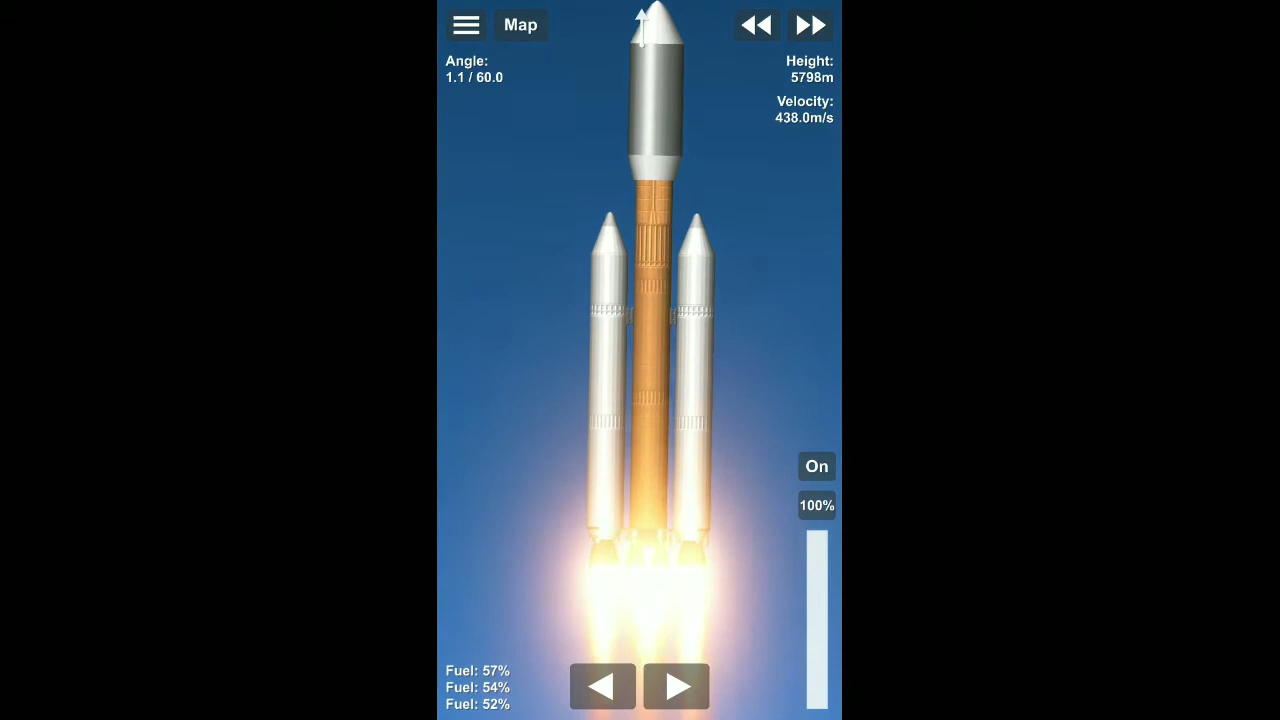 Map
Angle:
1.1 / 60.0
Height:
5798m
Velocity:
438.0m/s
On
100%
Fuel: 57%
Fuel: 54%
Fuel: 52%